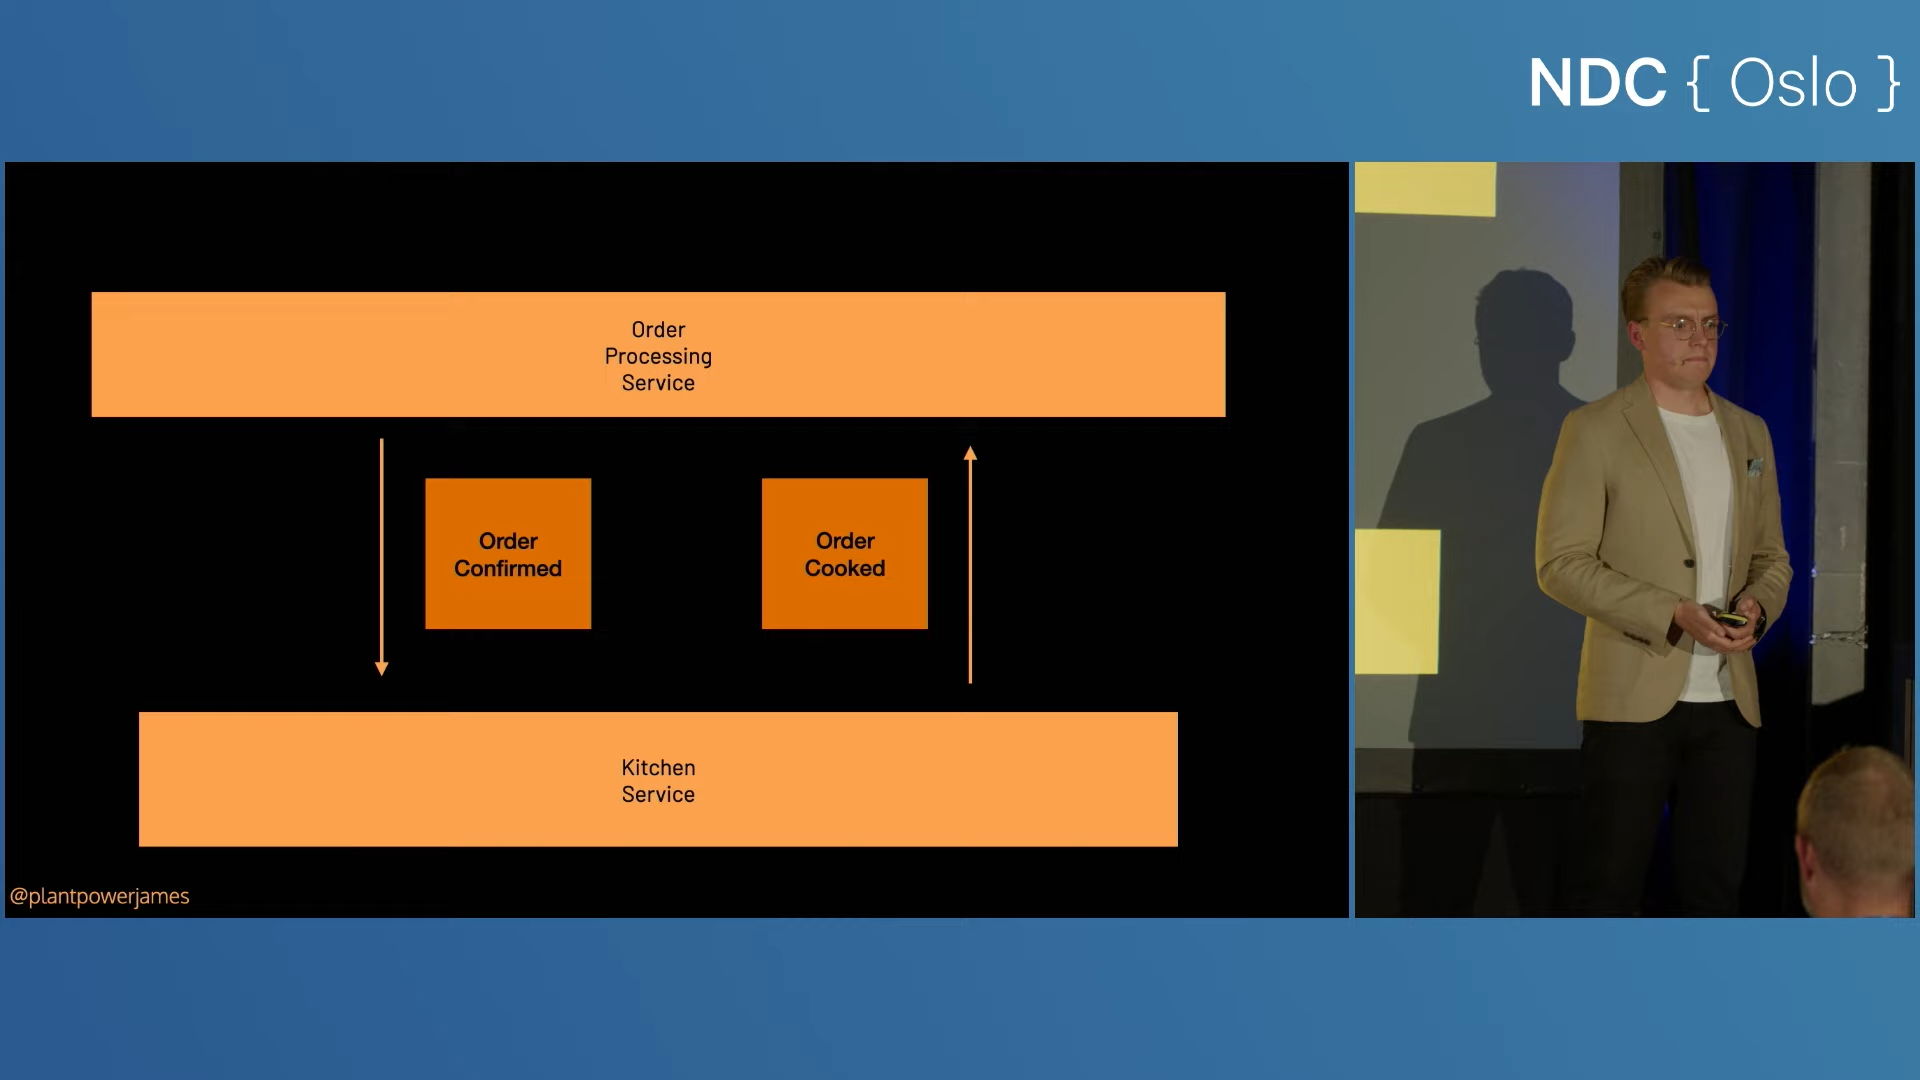 NDC { Oslo }
Order
Processing
Service
Order
Confirmed
Order
Cooked
Kitchen
Service
@plantpowerjames